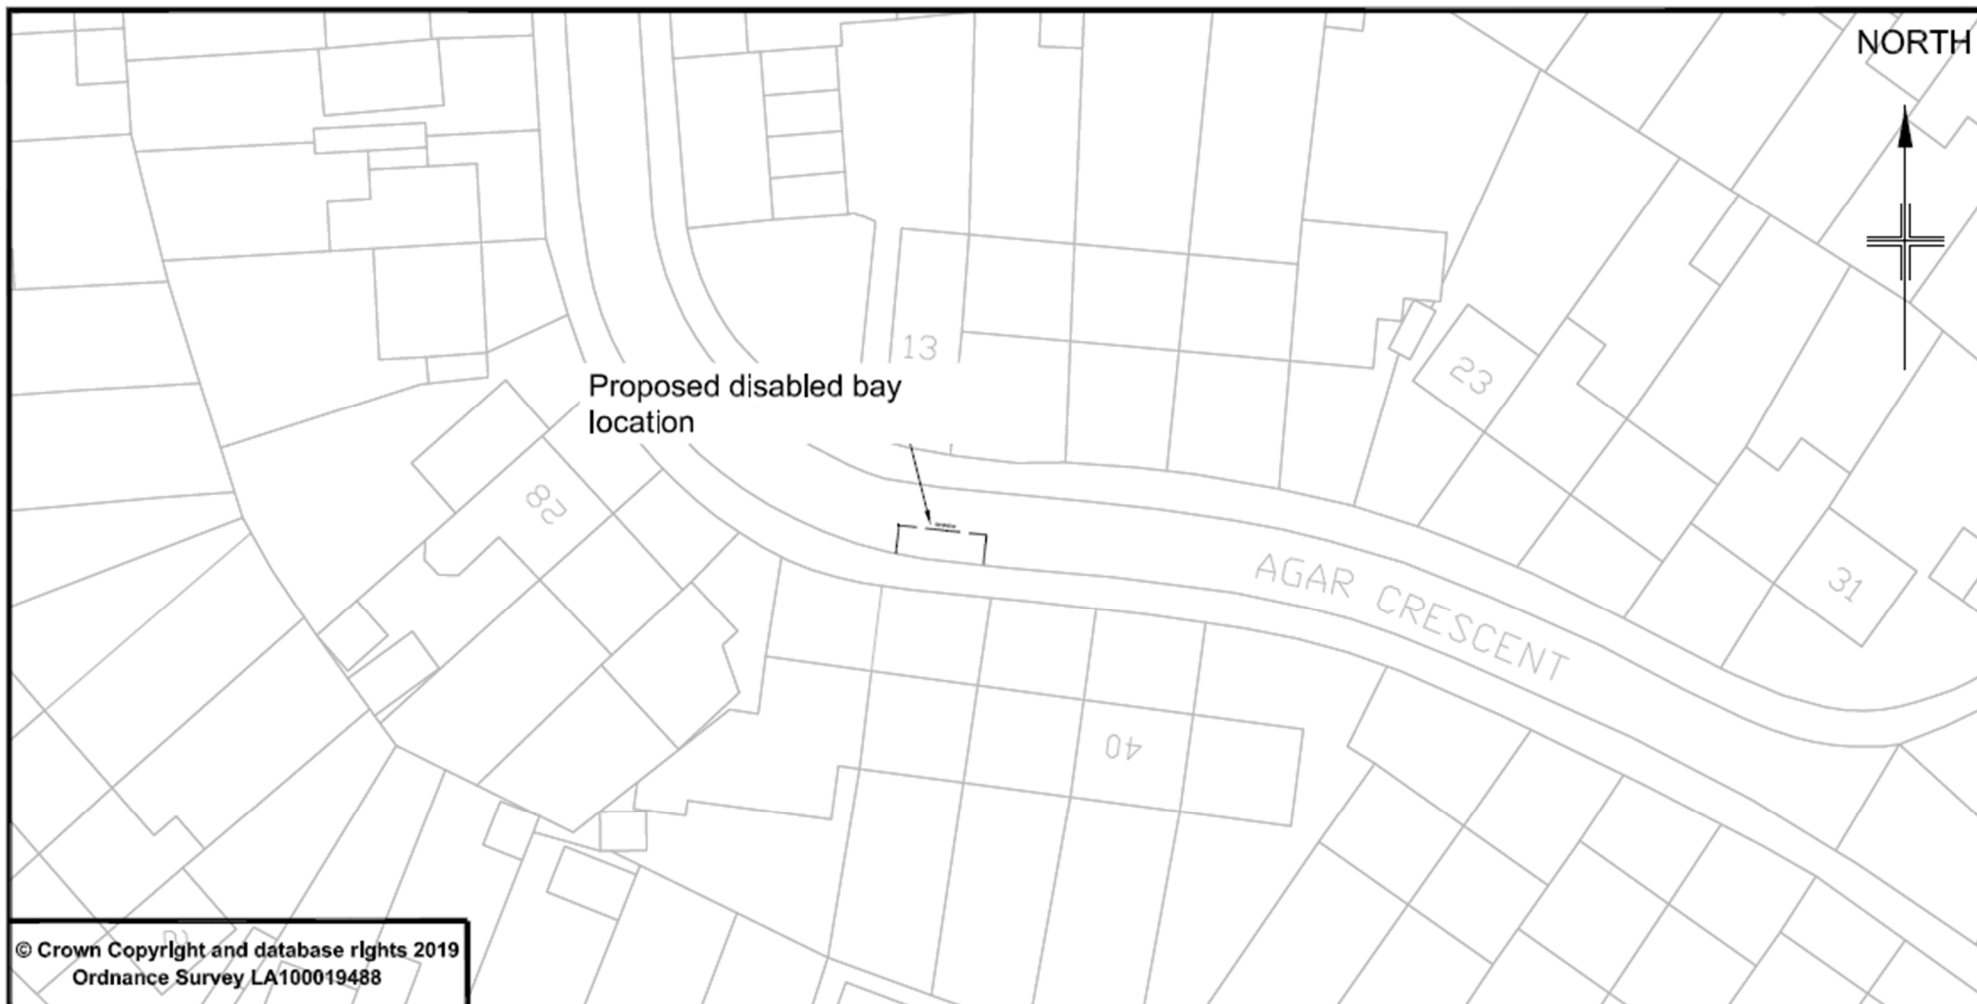 NORTH
13
23
Proposed disabled bay
location
28
AGAR CRESCENT
31
40
© Crown Copyright and database rights 2019
Ordnance Survey LA100019488